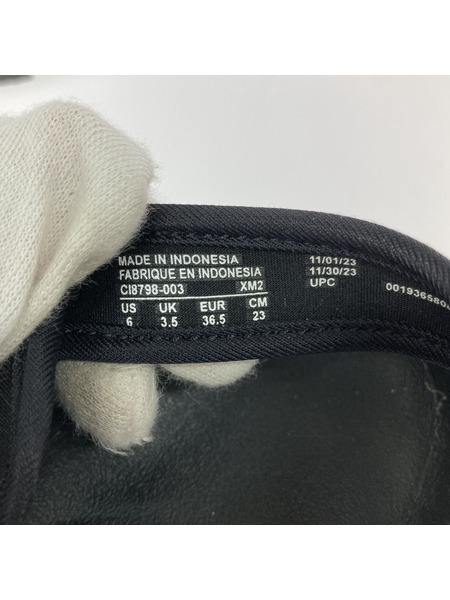 MADE IN INDONESIA
FABRIQUE EN INDONESIA
CI8798-003 XM2
US UK EUR CM
6 3.5 36.5 23
11/01/23
11/30/23
UPC